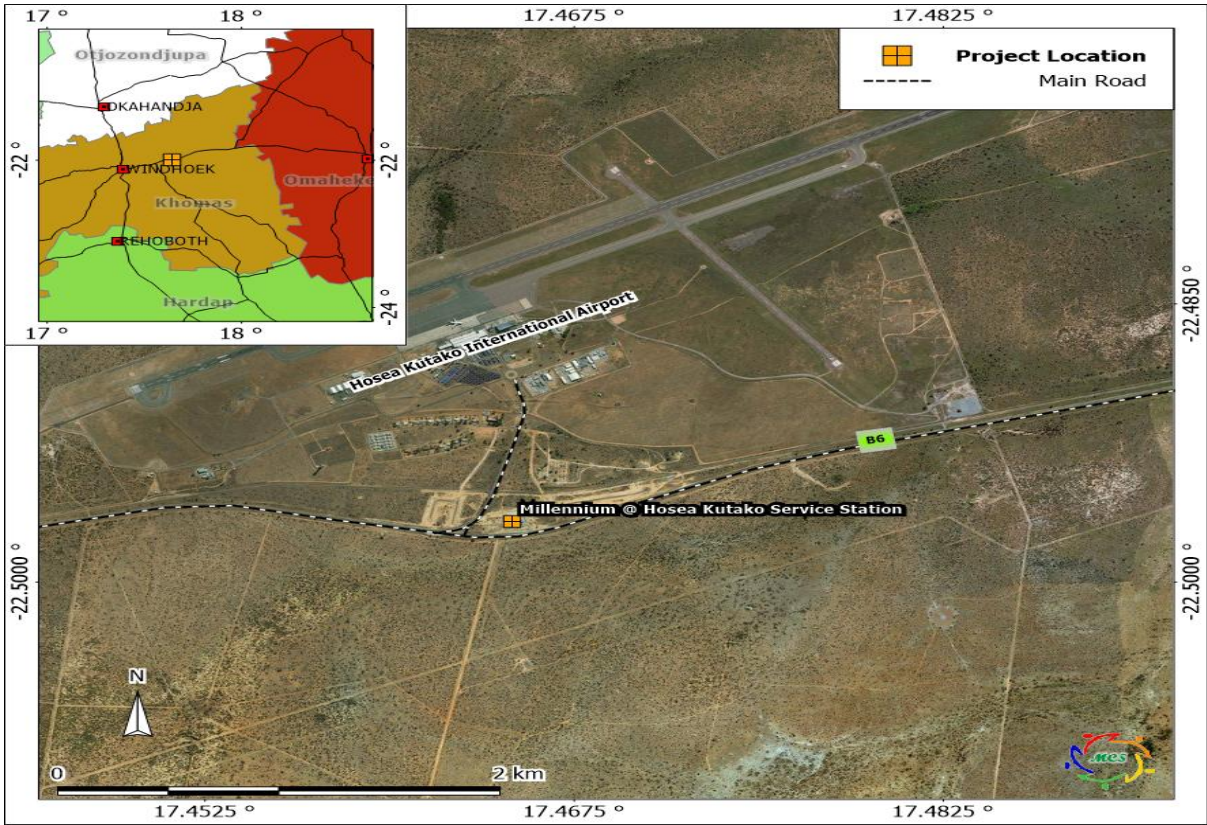 17 °
18 °
17.4675 °
17.4825 °
Otjozondjupa
OKAHANDJA
-22 °
-22 °
WINDHOEK
Omaheke
Khomas
REHOBOTH
Hardap
-24 °
17 °
18 °
Project Location
Main Road
-22.4850 °
Hosea Kutako International Airport
B6
Millennium @ Hosea Kutako Service Station
-22.5000 °
-22.5000 °
N
0
2 km
mcs
17.4525 °
17.4675 °
17.4825 °